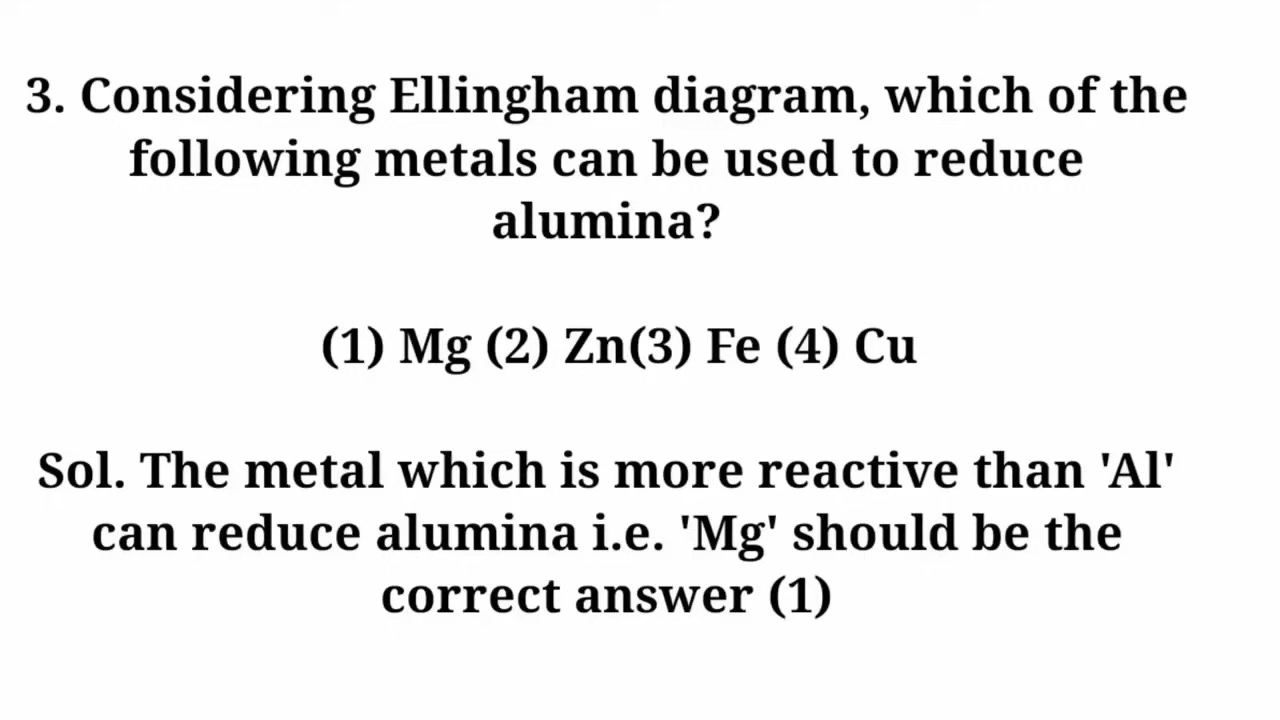 3. Considering Ellingham diagram, which of the
following metals can be used to reduce
alumina?
(1) Mg (2) Zn(3) Fe (4) Cu
Sol. The metal which is more reactive than 'Al'
can reduce alumina i.e. 'Mg' should be the
correct answer (1)